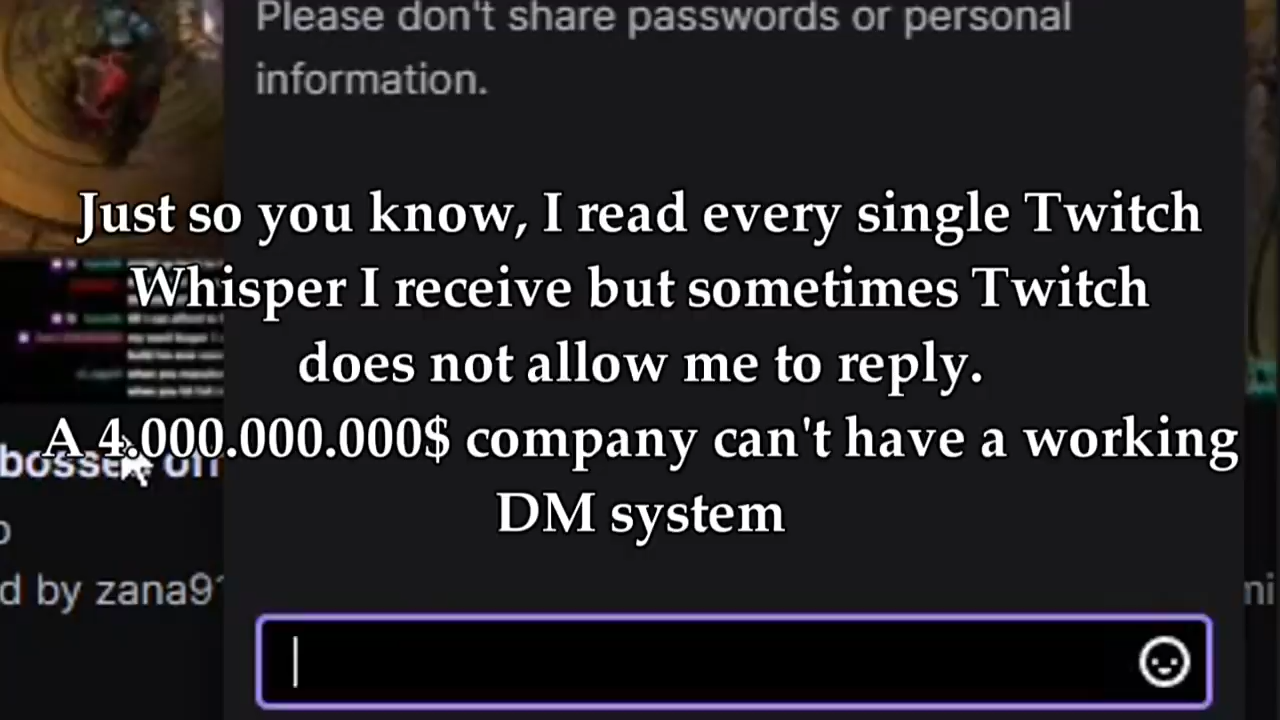 Please don't share passwords or personal
information.
Just so you know, I read every single Twitch
Whisper I receive but sometimes Twitch
does not allow me to reply.
A 4.000.000.000$ company can't have a working
DM system
d by zana9